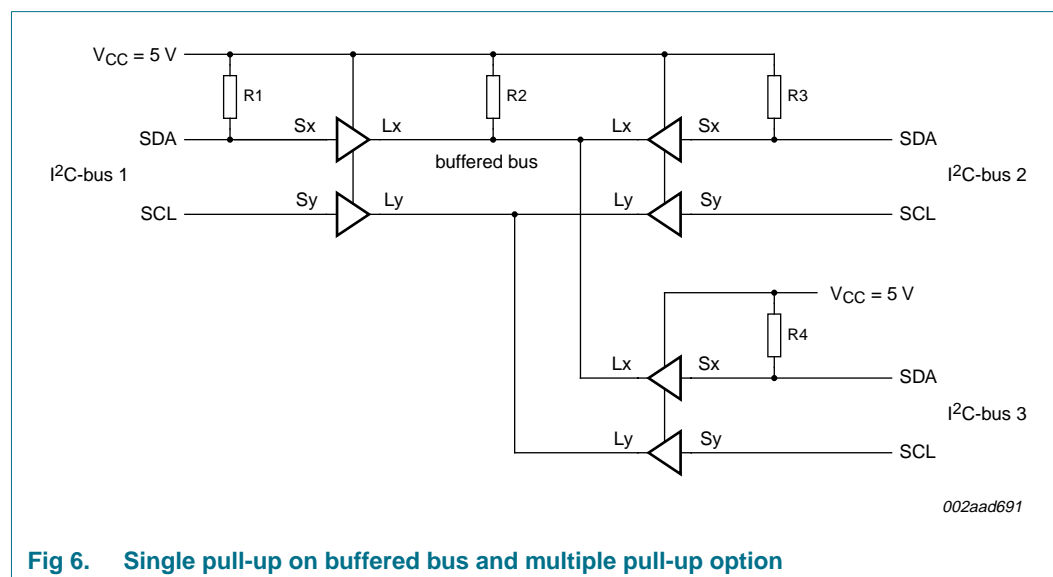 VCC = 5 V
R1
R2
R3
SDA
Sx
Lx
Lx
Sx
SDA
I2C-bus 1
buffered bus
I2C-bus 2
SCL
Sy
Ly
Ly
Sy
SCL
VCC = 5 V
R4
Lx
Sx
SDA
I2C-bus 3
Ly
Sy
SCL
002aad691
Fig 6. Single pull-up on buffered bus and multiple pull-up option